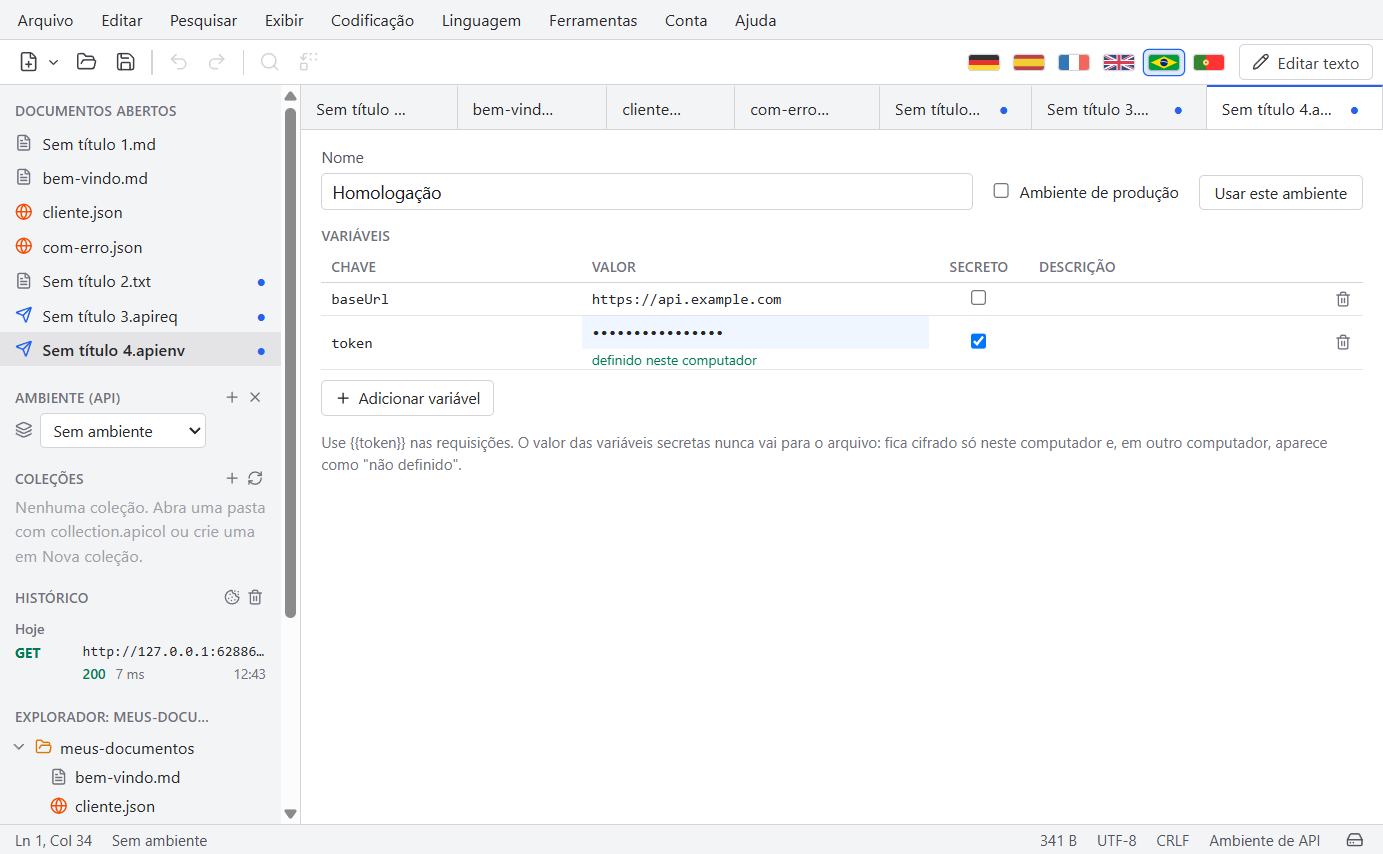 Arquivo Editar Pesquisar Exibir Codificação Linguagem Ferramentas Conta Ajuda
Editar texto
DOCUMENTOS ABERTOS
Sem título 1.md
bem-vindo.md
cliente.json
com-erro.json
Sem título 2.txt
Sem título 3.apireq
Sem título 4.apienv
AMBIENTE (API)
Sem ambiente
COLEÇÕES
Nenhuma coleção. Abra uma pasta
com collection.apicol ou crie uma
em Nova coleção.
HISTÓRICO
Hoje
GET http://127.0.0.1:62886…
200 7 ms 12:43
EXPLORADOR: MEUS-DOCU...
meus-documentos
bem-vindo.md
cliente.json
Sem título ... bem-vind... cliente... com-erro... Sem título... Sem título 3.... Sem título 4.a...
Nome
Homologação Ambiente de produção Usar este ambiente
VARIÁVEIS
CHAVE VALOR SECRETO DESCRIÇÃO
baseUrl https://api.example.com
token ••••••••••••••••
definido neste computador
Adicionar variável
Use {{token}} nas requisições. O valor das variáveis secretas nunca vai para o arquivo: fica cifrado só neste computador e, em outro computador, aparece
como "não definido".
Ln 1, Col 34 Sem ambiente 341 B UTF-8 CRLF Ambiente de API